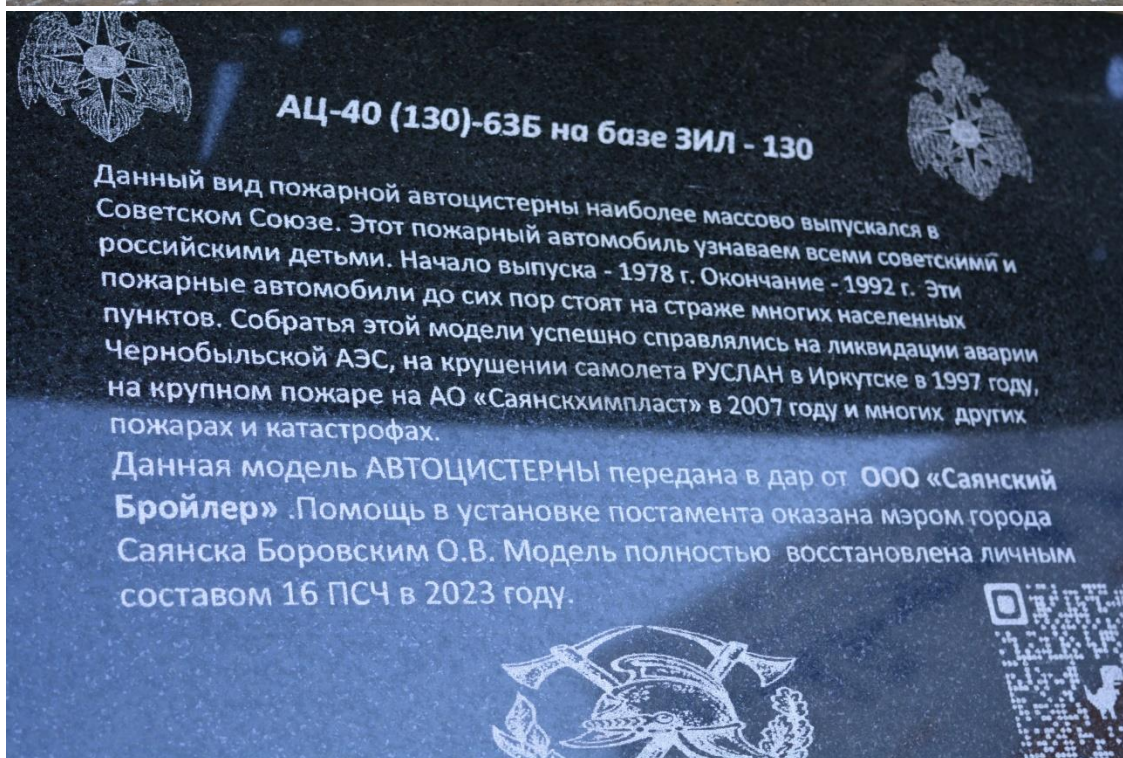 АЦ-40 (130)-63Б на базе ЗИЛ - 130
Данный вид пожарной автоцистерны наиболее массово выпускался в
Советском Союзе. Этот пожарный автомобиль узнаваем всеми советскими и
российскими детьми. Начало выпуска - 1978 г. Окончание - 1992 г. Эти
пожарные автомобили до сих пор стоят на страже многих населенных
пунктов. Собратья этой модели успешно справлялись на ликвидации аварии
Чернобыльской АЭС, на крушении самолета РУСЛАН в Иркутске в 1997 году,
на крупном пожаре на АО «Саянскхимпласт» в 2007 году и многих других
пожарах и катастрофах.
Данная модель АВТОЦИСТЕРНЫ передана в дар от ООО «Саянский
Бройлер» .Помощь в установке постамента оказана мэром города
Саянска Боровским О.В. Модель полностью восстановлена личным
составом 16 ПСЧ в 2023 году.